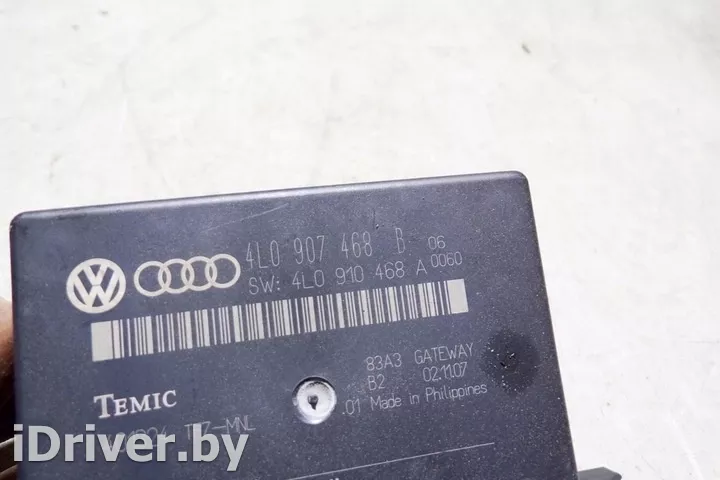 4L0 907 468 B 06
SW: 4L0 910 468 A 0060
83A3 GATEWAY
B2 02.11.07
TEMIC
.01 Made in Philippines
iDriver.by